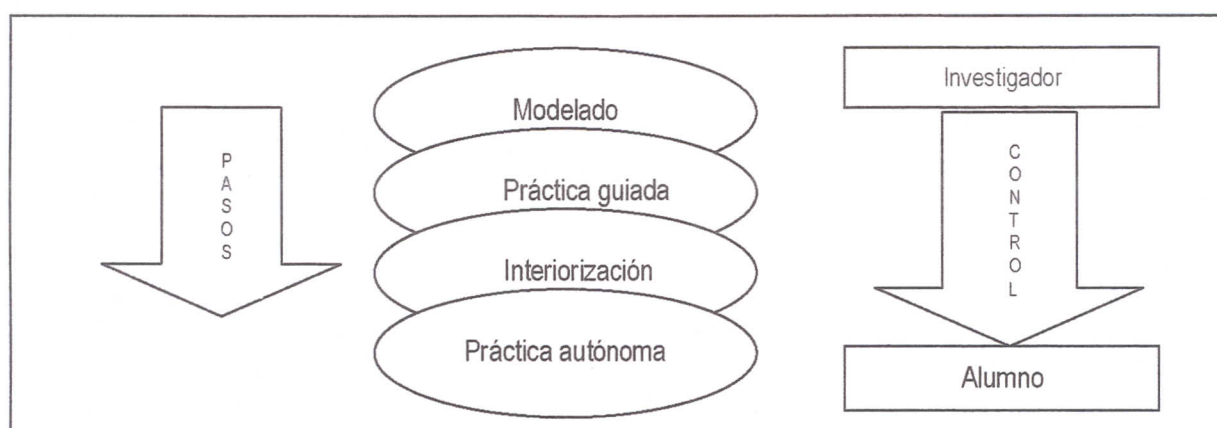 PASOS
Modelado
Práctica guiada
Interiorización
Práctica autónoma
Investigador
CONTROL
Alumno